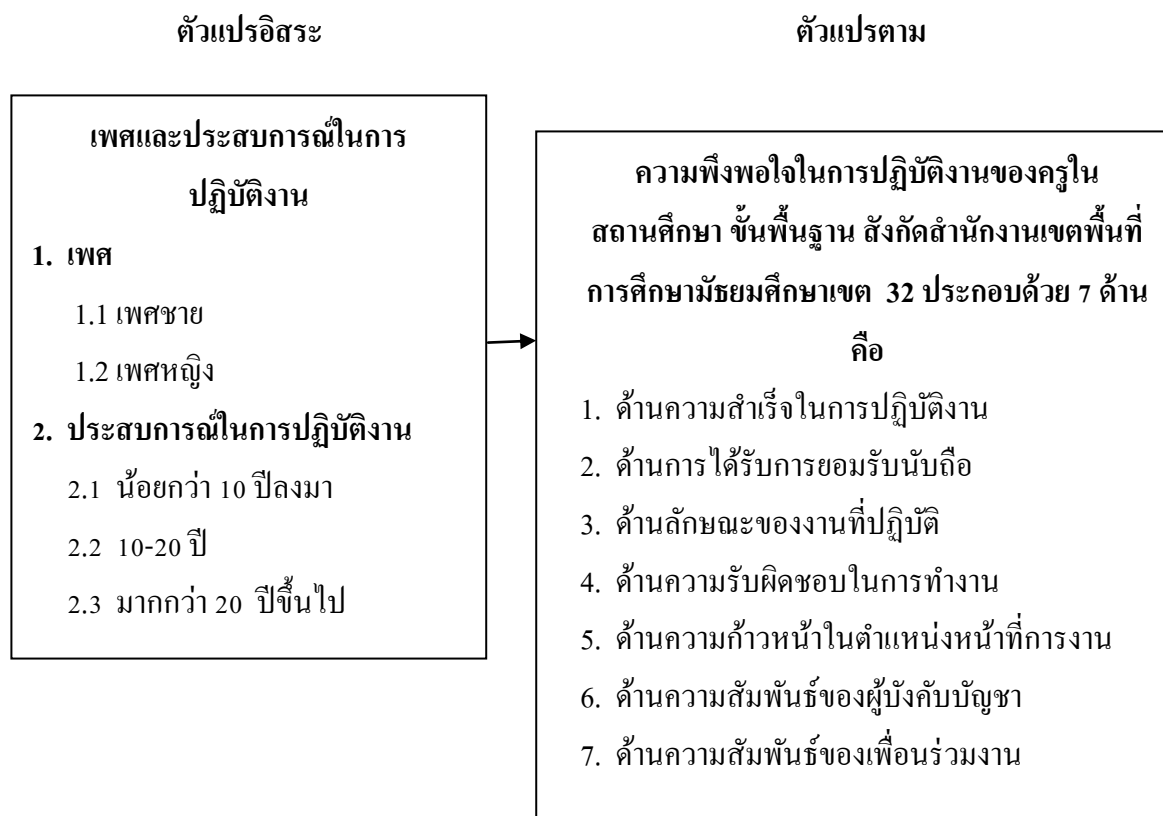 ตัวแปรอิสระ
ตัวแปรตาม
เพศและประสบการณ์ในการ
ปฏิบัติงาน
1. เพศ
1.1 เพศชาย
1.2 เพศหญิง
2. ประสบการณ์ในการปฏิบัติงาน
2.1 น้อยกว่า 10 ปีลงมา
2.2 10-20 ปี
2.3 มากกว่า 20 ปีขึ้นไป
ความพึงพอใจในการปฏิบัติงานของครูใน
สถานศึกษา ขั้นพื้นฐาน สังกัดสำนักงานเขตพื้นที่
การศึกษามัธยมศึกษาเขต 32 ประกอบด้วย 7 ด้าน
คือ
1. ด้านความสำเร็จในการปฏิบัติงาน
2. ด้านการได้รับการยอมรับนับถือ
3. ด้านลักษณะของงานที่ปฏิบัติ
4. ด้านความรับผิดชอบในการทำงาน
5. ด้านความก้าวหน้าในตำแหน่งหน้าที่การงาน
6. ด้านความสัมพันธ์ของผู้บังคับบัญชา
7. ด้านความสัมพันธ์ของเพื่อนร่วมงาน